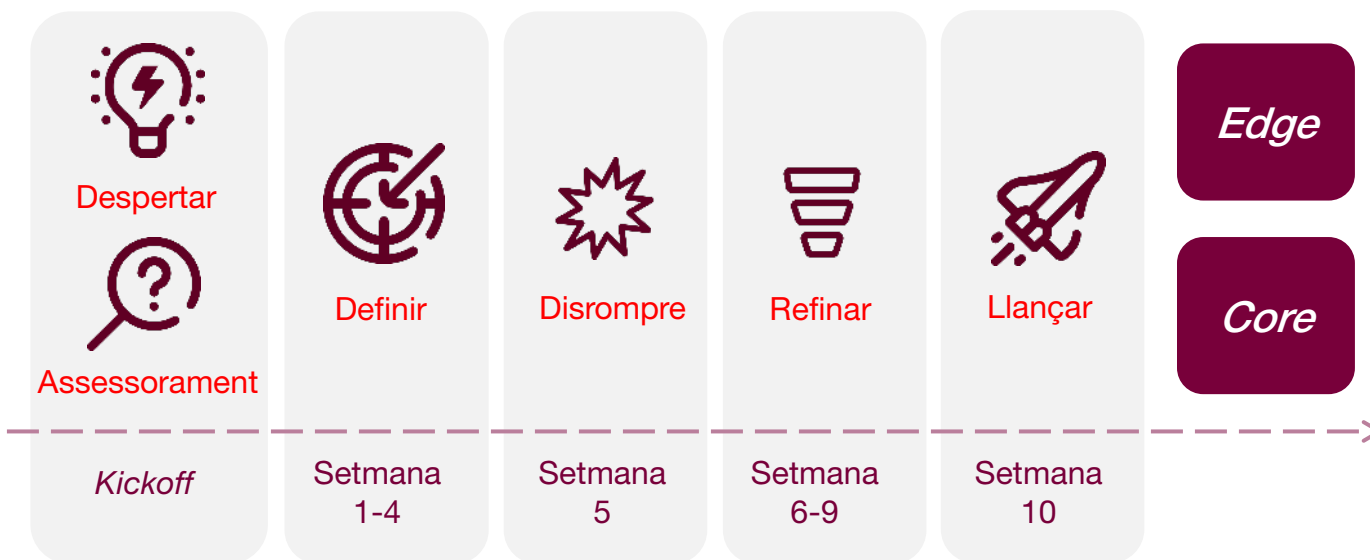 Despertar
?
Assessorament
Kickoff
Definir
Setmana
1-4
Disrompre
Setmana
5
Refinar
Setmana
6-9
Llançar
Setmana
10
Edge
Core